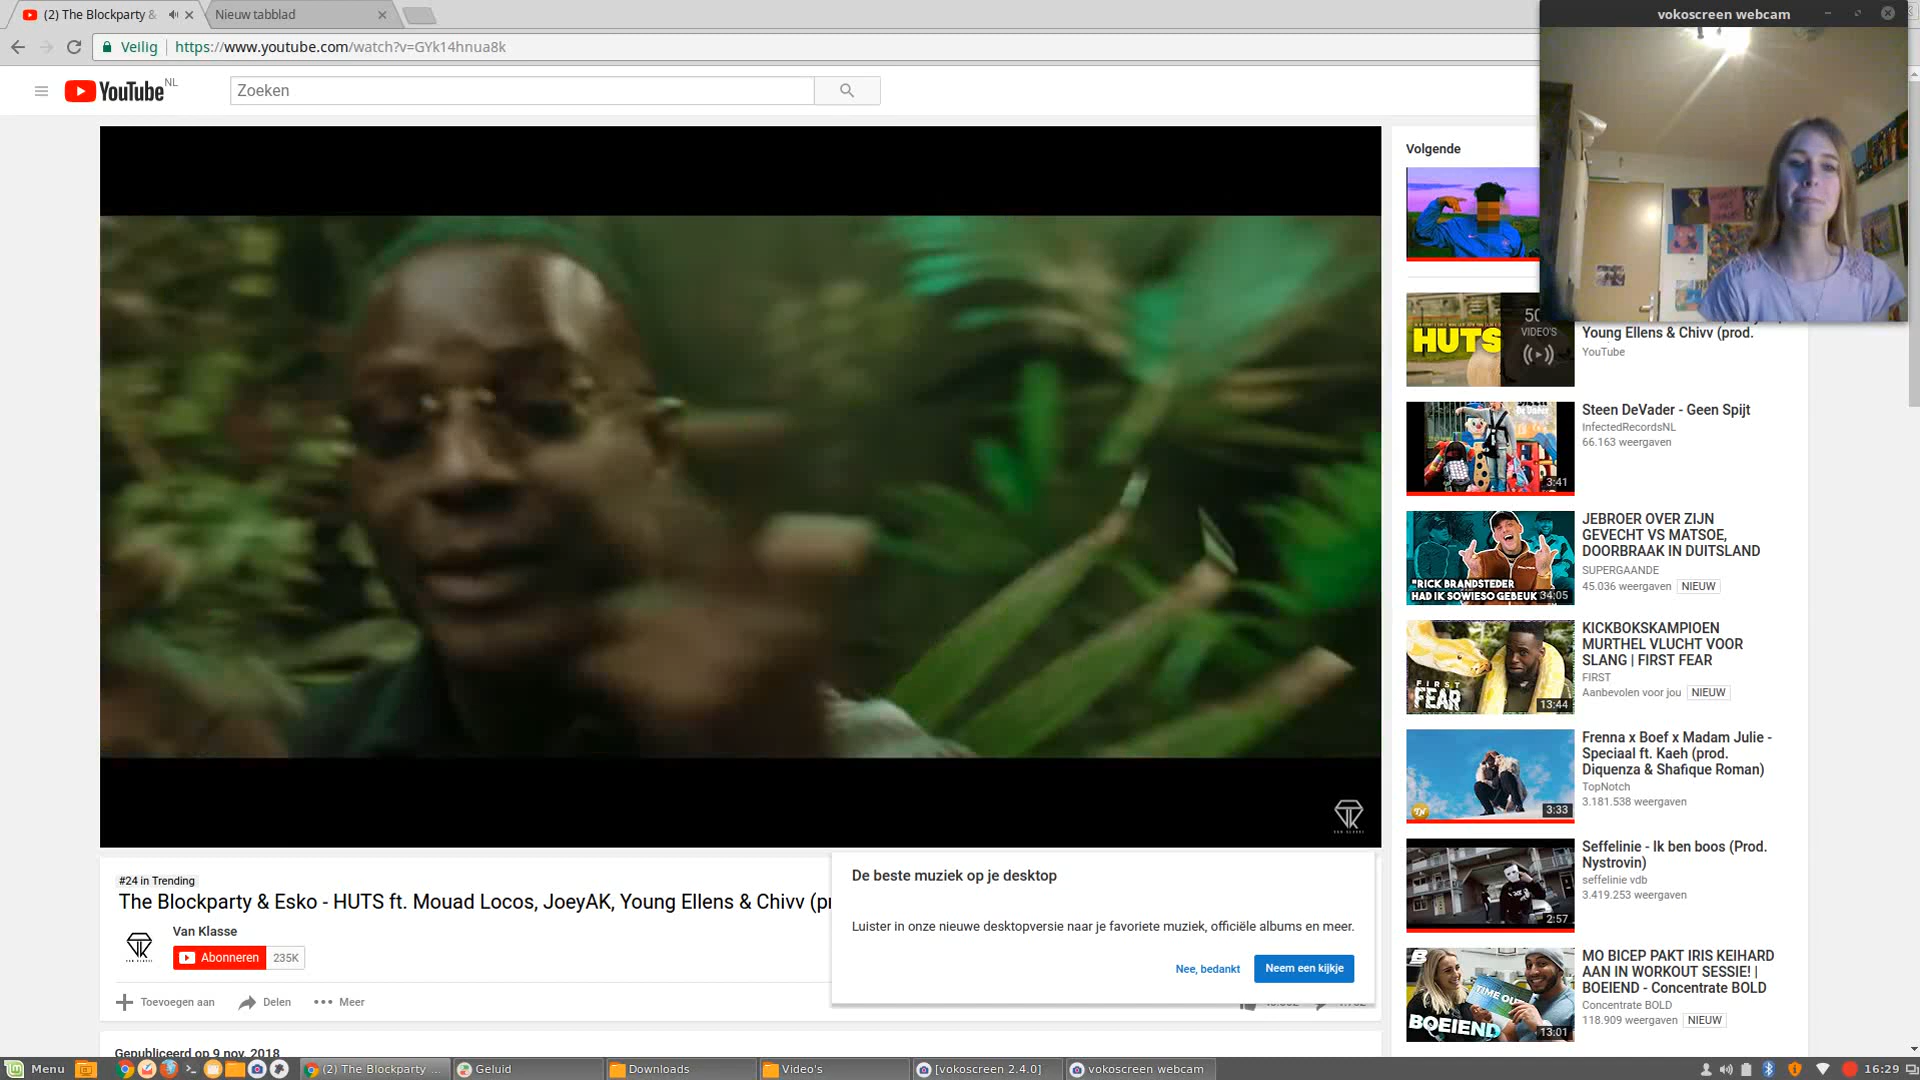 (2) The Blockparty &
Nieuw tabblad
vokoscreen webcam
Veilig
https://www.youtube.com/watch?v=GYk14hnua8k
YouTube NL
Zoeken
Volgende
HUTS
50
VIDEO'S
Young Ellens & Chivv (prod.
YouTube
Steen DeVader - Geen Spijt
InfectedRecordsNL
66.163 weergaven
3:41
JEBROER OVER ZIJN
GEVECHT VS MATSOE,
DOORBRAAK IN DUITSLAND
SUPERGAANDE
45.036 weergaven NIEUW
"RICK BRANDSTEDER
HAD IK SOWIESO GEBEUK
34:05
KICKBOKSKAMPIOEN
MURTHEL VLUCHT VOOR
SLANG | FIRST FEAR
FIRST
Aanbevolen voor jou NIEUW
FIRST
FEAR
13:44
Frenna x Boef x Madam Julie -
Speciaal ft. Kaeh (prod.
Diquenza & Shafique Roman)
TopNotch
3.181.538 weergaven
3:33
Seffelinie - Ik ben boos (Prod.
Nystrovin)
seffelinie vdb
3.419.253 weergaven
2:57
MO BICEP PAKT IRIS KEIHARD
AAN IN WORKOUT SESSIE! |
BOEIEND - Concentrate BOLD
Concentrate BOLD
118.909 weergaven NIEUW
TIME OUT
BOEIEND
13:01
#24 in Trending
The Blockparty & Esko - HUTS ft. Mouad Locos, JoeyAK, Young Ellens & Chivv (pr
Van Klasse
Abonneren 235K
Toevoegen aan
Delen
Meer
De beste muziek op je desktop
Luister in onze nieuwe desktopversie naar je favoriete muziek, officiële albums en meer.
Nee, bedankt
Neem een kijkje
Gepubliceerd op 9 nov. 2018
Menu
(2) The Blockparty ...
Geluid
Downloads
Video's
[vokoscreen 2.4.0]
vokoscreen webcam
16:29